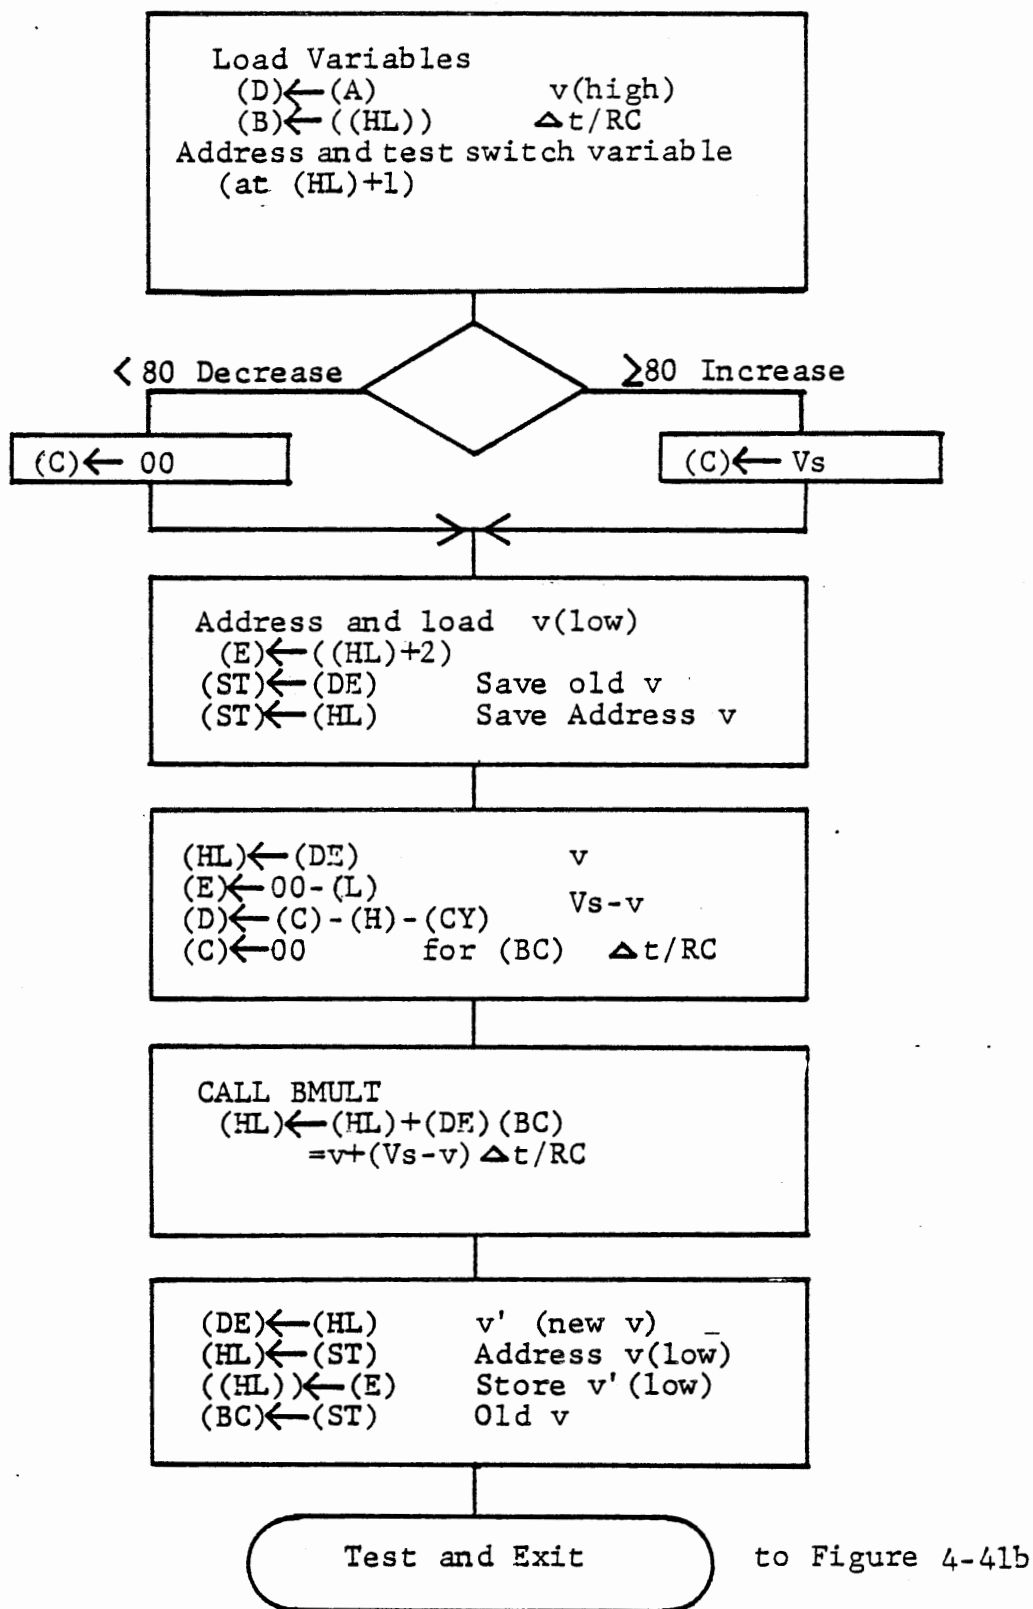 Load Variables
(D)←(A) v(high)
(B)←((HL)) Δt/RC
Address and test switch variable
(at (HL)+1)
< 80 Decrease
≥80 Increase
(C)← 00
(C)← Vs
Address and load v(low)
(E)←((HL)+2)
(ST)←(DE) Save old v
(ST)←(HL) Save Address v
(HL)←(DE) v
(E)←00-(L)
Vs-v
(D)←(C)-(H)-(CY)
(C)←00 for (BC) Δt/RC
CALL BMULT
(HL)←(HL)+(DE)(BC)
=v+(Vs-v)Δt/RC
(DE)←(HL) v' (new v)
(HL)←(ST) Address v(low)
((HL))←(E) Store v'(low)
(BC)←(ST) Old v
Test and Exit to Figure 4-41b